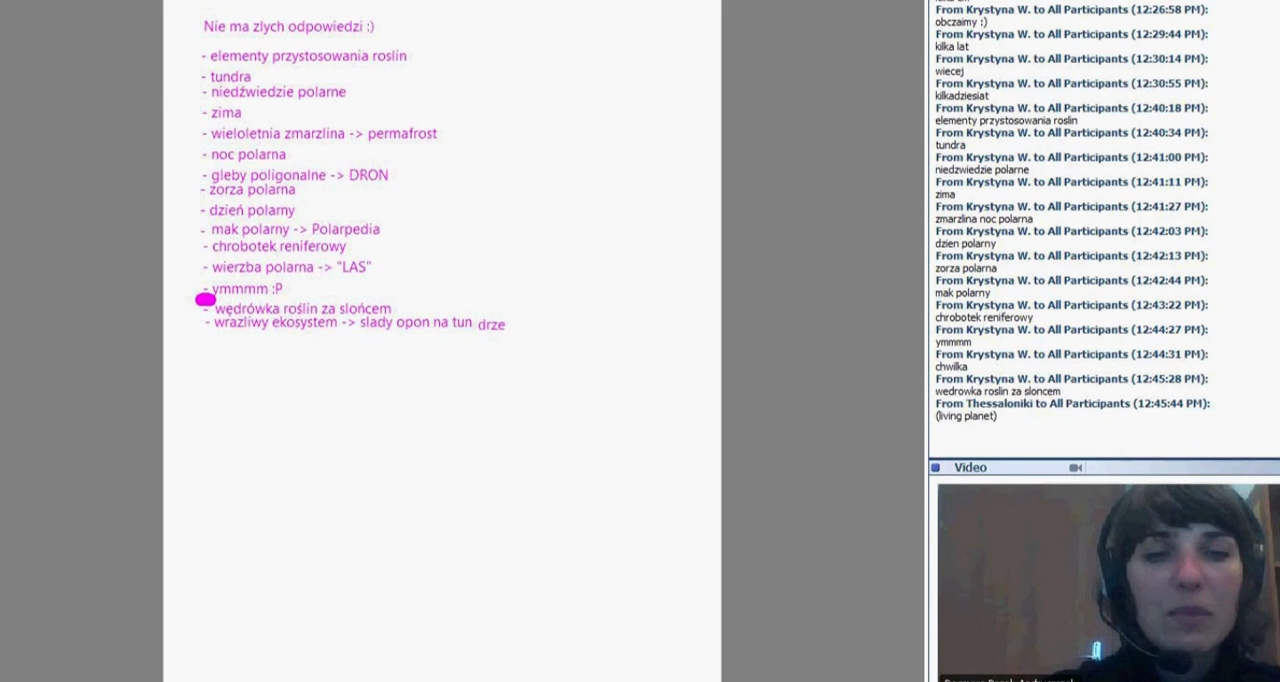 Nie ma zlych odpowiedzi :)
- elementy przystosowania roslin
- tundra
- niedźwiedzie polarne
- zima
- wieloletnia zmarzlina -> permafrost
- noc polarna
- gleby poligonalne -> DRON
- zorza polarna
- dzień polarny
- mak polarny -> Polarpedia
- chrobotek reniferowy
- wierzba polarna -> "LAS"
- ymmmm :P
- wędrówka roślin za słońcem
- wrazliwy ekosystem -> slady opon na tun drze
From Krystyna W. to All Participants (12:26:58 PM):
obczaimy :)
From Krystyna W. to All Participants (12:29:44 PM):
kilka lat
From Krystyna W. to All Participants (12:30:14 PM):
wiecej
From Krystyna W. to All Participants (12:30:55 PM):
kilkadziesiat
From Krystyna W. to All Participants (12:40:18 PM):
elementy przystosowania roslin
From Krystyna W. to All Participants (12:40:34 PM):
tundra
From Krystyna W. to All Participants (12:41:00 PM):
niedzwiedzie polarne
From Krystyna W. to All Participants (12:41:11 PM):
zima
From Krystyna W. to All Participants (12:41:27 PM):
zmarzlina noc polarna
From Krystyna W. to All Participants (12:42:03 PM):
dzien polarny
From Krystyna W. to All Participants (12:42:13 PM):
zorza polarna
From Krystyna W. to All Participants (12:42:44 PM):
mak polarny
From Krystyna W. to All Participants (12:43:22 PM):
chrobotek reniferowy
From Krystyna W. to All Participants (12:44:27 PM):
ymmmm
From Krystyna W. to All Participants (12:44:31 PM):
chwilka
From Krystyna W. to All Participants (12:45:28 PM):
wedrowka roslin za sloncem
From Thessaloniki to All Participants (12:45:44 PM):
(living planet)
Video